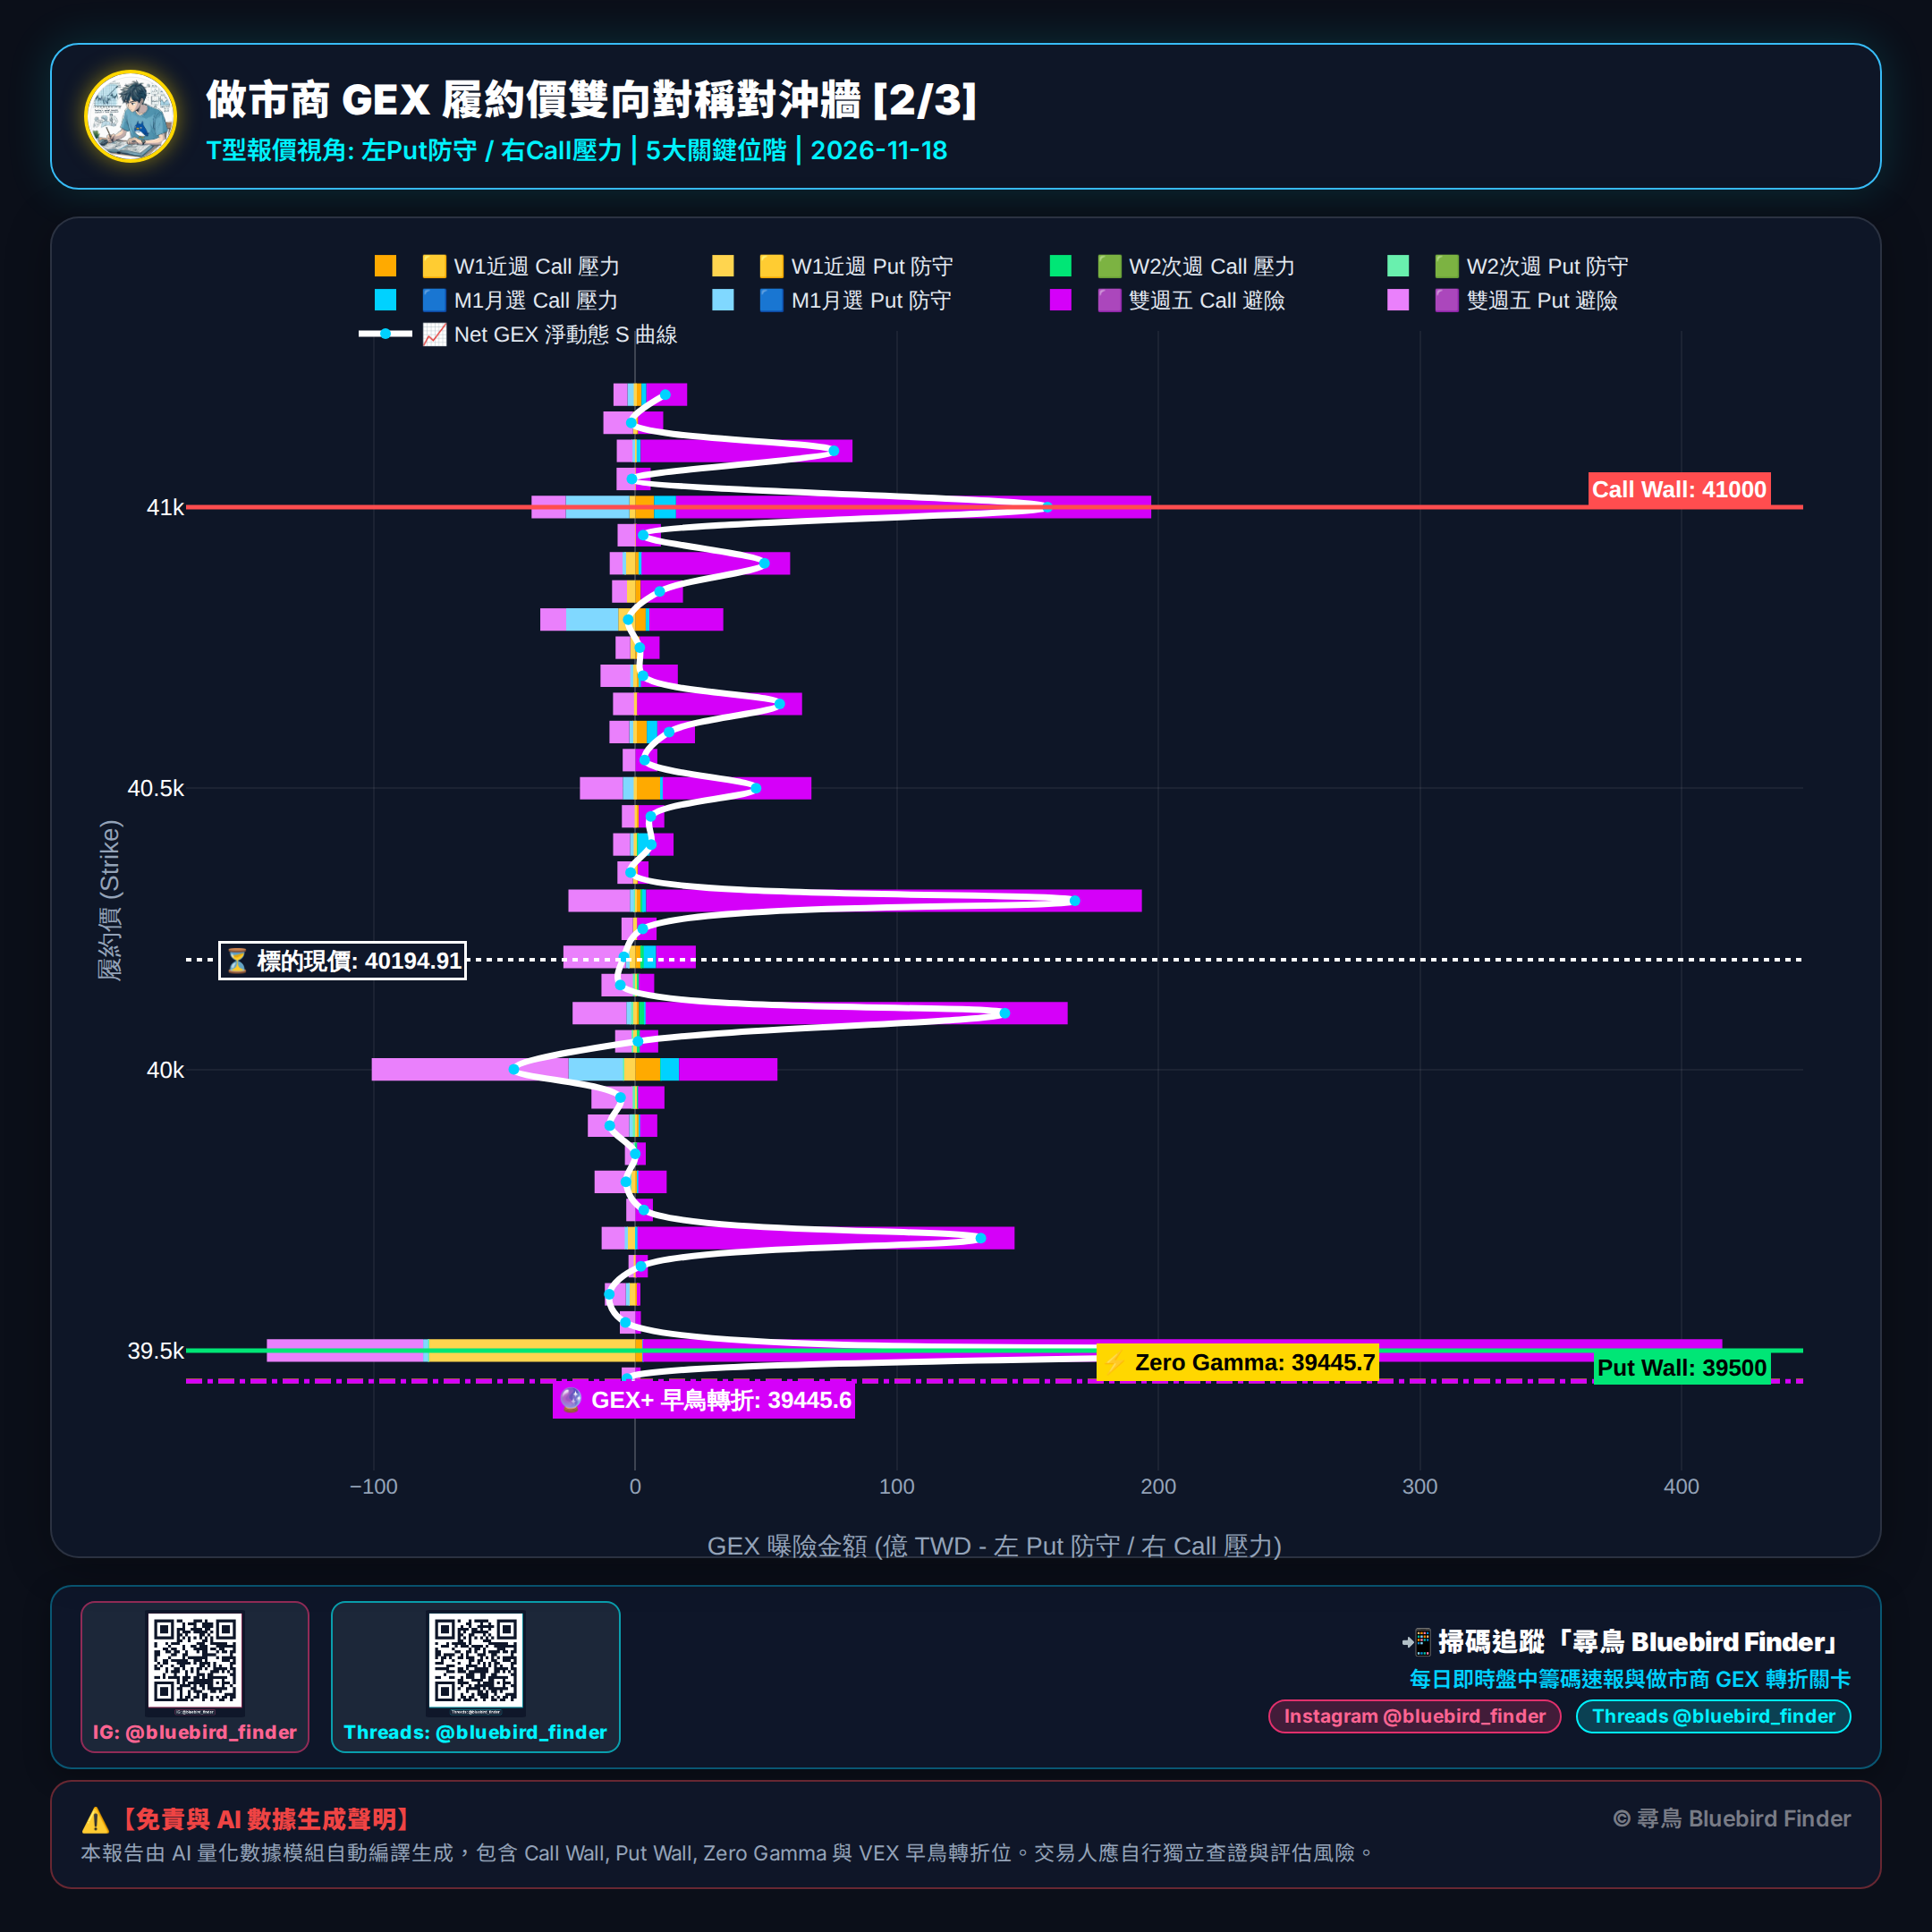 做市商 GEX 履約價雙向對稱對沖牆 [2/3]
T型報價視角: 左Put防守 / 右Call壓力 | 5大關鍵位階 | 2026-11-18
W1近週 Call 壓力
W1近週 Put 防守
W2次週 Call 壓力
W2次週 Put 防守
M1月選 Call 壓力
M1月選 Put 防守
雙週五 Call 避險
雙週五 Put 避險
Net GEX 淨動態 S 曲線
Call Wall: 41000
41k
40.5k
履約價 (Strike)
⏳ 標的現價: 40194.91
40k
39.5k
⚡ Zero Gamma: 39445.7
Put Wall: 39500
🔮 GEX+ 早鳥轉折: 39445.6
−100
0
100
200
300
400
GEX 曝險金額 (億 TWD - 左 Put 防守 / 右 Call 壓力)
IG: @bluebird_finder
Threads: @bluebird_finder
IG: @bluebird_finder
Threads: @bluebird_finder
📲 掃碼追蹤「尋鳥 Bluebird Finder」
每日即時盤中籌碼速報與做市商 GEX 轉折關卡
Instagram @bluebird_finder
Threads @bluebird_finder
⚠️【免責與 AI 數據生成聲明】
© 尋鳥 Bluebird Finder
本報告由 AI 量化數據模組自動編譯生成，包含 Call Wall, Put Wall, Zero Gamma 與 VEX 早鳥轉折位。交易人應自行獨立查證與評估風險。